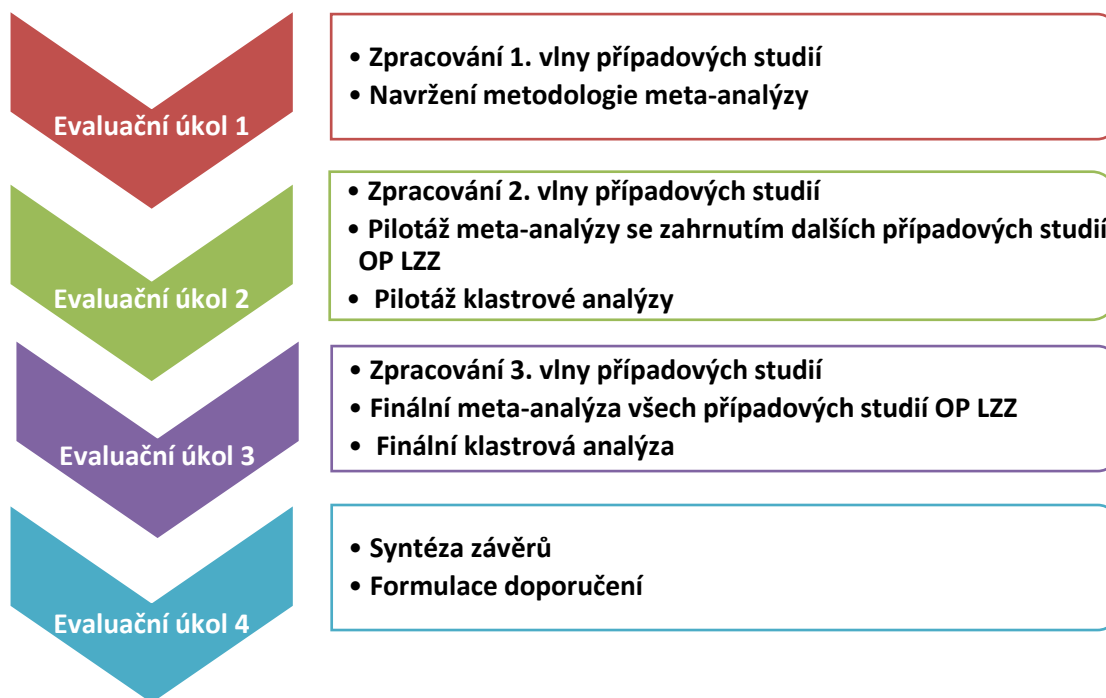 • Zpracování 1. vlny případových studií
• Navržení metodologie meta-analýzy
Evaluační úkol 1
• Zpracování 2. vlny případových studií
• Pilotáž meta-analýzy se zahrnutím dalších případových studií
OP LZZ
• Pilotáž klastrové analýzy
Evaluační úkol 2
• Zpracování 3. vlny případových studií
• Finální meta-analýza všech případových studií OP LZZ
• Finální klastrová analýza
Evaluační úkol 3
• Syntéza závěrů
• Formulace doporučení
Evaluační úkol 4